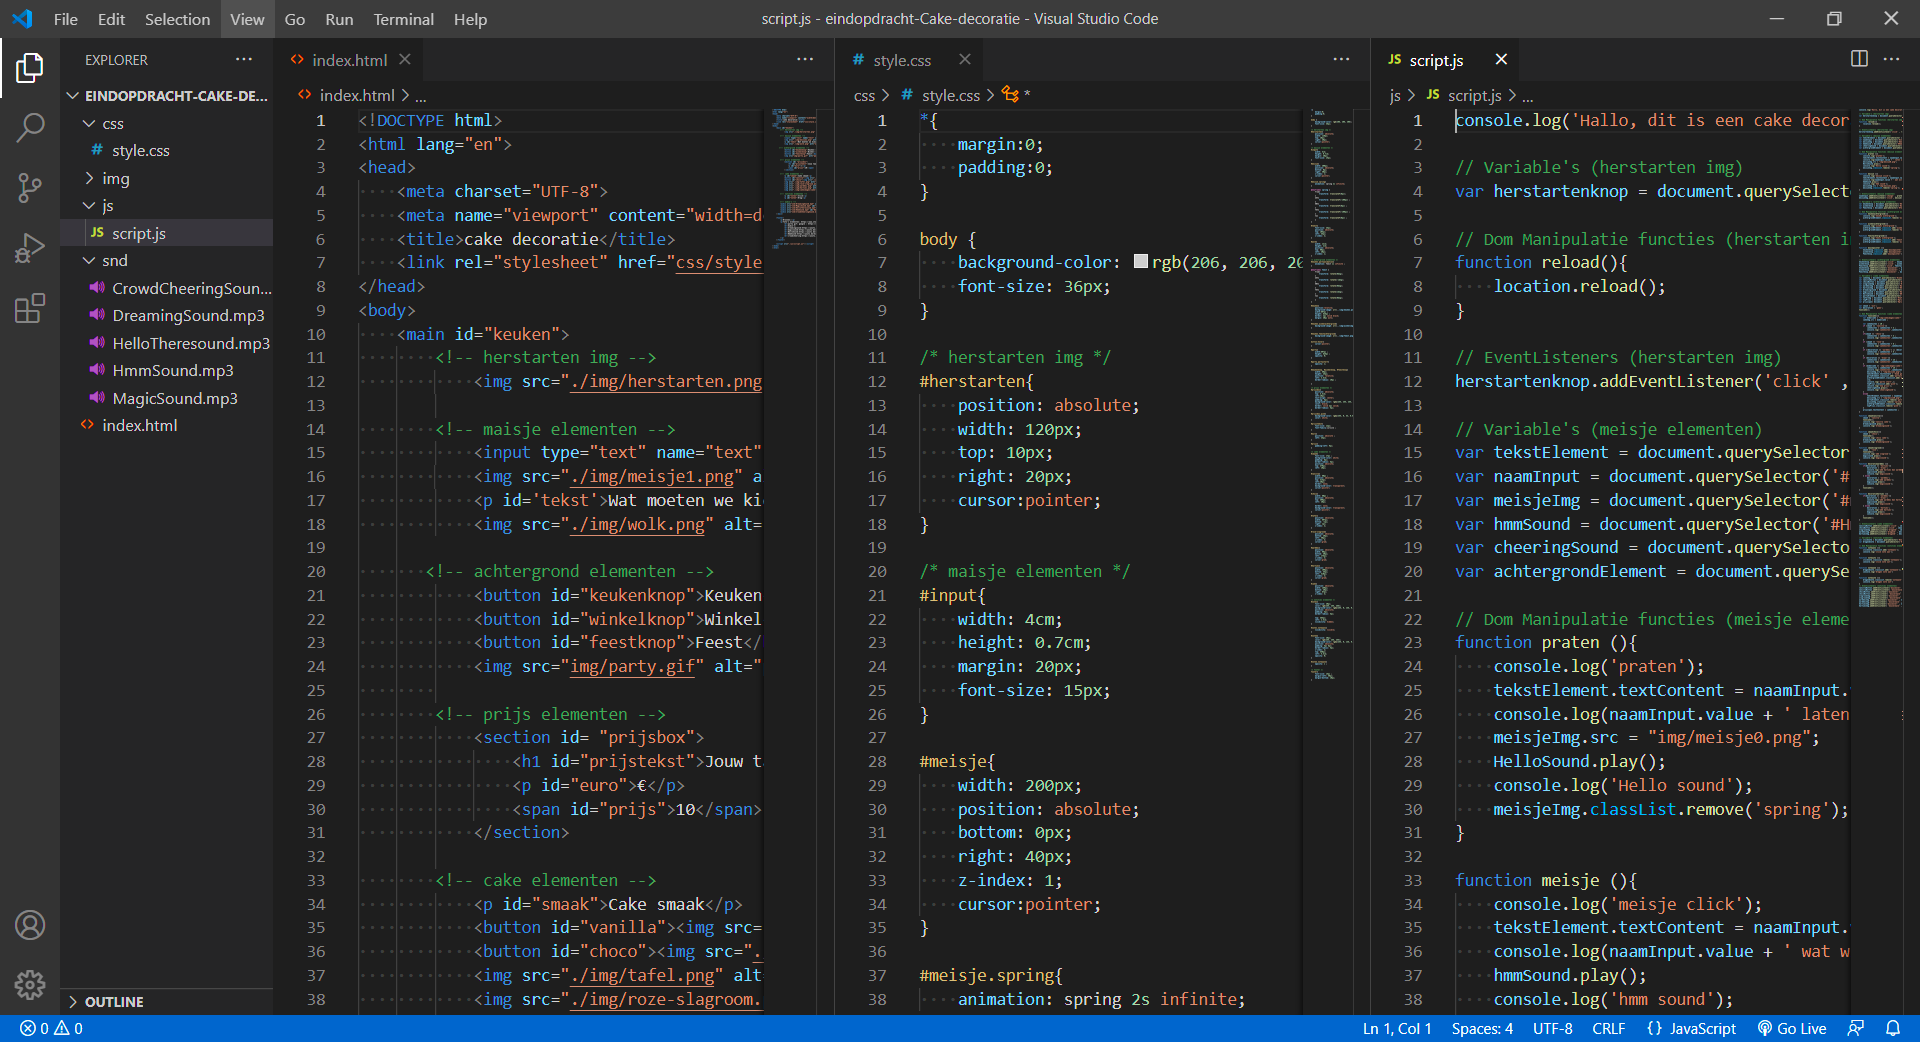 File Edit Selection View Go Run Terminal Help
script.js - eindopdracht-Cake-decoratie - Visual Studio Code
EXPLORER
EINDOPDRACHT-CAKE-DE...
css
# style.css
img
js
JS script.js
snd
CrowdCheeringSoun...
DreamingSound.mp3
HelloTheresound.mp3
HmmSound.mp3
MagicSound.mp3
<> index.html
OUTLINE
<> index.html
<> index.html > ...
1 <!DOCTYPE html>
2 <html lang="en">
3 <head>
4 <meta charset="UTF-8">
5 <meta name="viewport" content="width=d
6 <title>cake decoratie</title>
7 <link rel="stylesheet" href="css/style
8 </head>
9 <body>
10 <main id="keuken">
11 <!-- herstarten img -->
12 <img src="./img/herstarten.png
13
14 <!-- maisje elementen -->
15 <input type="text" name="text"
16 <img src="./img/meisje1.png" a
17 <p id='tekst'>Wat moeten we ki
18 <img src="./img/wolk.png" alt=
19
20 <!-- achtergrond elementen -->
21 <button id="keukenknop">Keuken
22 <button id="winkelknop">Winkel
23 <button id="feestknop">Feest</
24 <img src="img/party.gif" alt="
25
26 <!-- prijs elementen -->
27 <section id= "prijsbox">
28 <h1 id="prijstekst">Jouw t
29 <p id="euro">€</p>
30 <span id="prijs">10</span>
31 </section>
32
33 <!-- cake elementen -->
34 <p id="smaak">Cake smaak</p>
35 <button id="vanilla"><img src=
36 <button id="choco"><img src=".
37 <img src="./img/tafel.png" alt
38 <img src="./img/roze-slagroom.
# style.css
css > # style.css > *
1 *{
2 margin:0;
3 padding:0;
4 }
5
6 body {
7 background-color: rgb(206, 206, 20
8 font-size: 36px;
9 }
10
11 /* herstarten img */
12 #herstarten{
13 position: absolute;
14 width: 120px;
15 top: 10px;
16 right: 20px;
17 cursor:pointer;
18 }
19
20 /* maisje elementen */
21 #input{
22 width: 4cm;
23 height: 0.7cm;
24 margin: 20px;
25 font-size: 15px;
26 }
27
28 #meisje{
29 width: 200px;
30 position: absolute;
31 bottom: 0px;
32 right: 40px;
33 z-index: 1;
34 cursor:pointer;
35 }
36
37 #meisje.spring{
38 animation: spring 2s infinite;
JS script.js
js > JS script.js > ...
1 console.log('Hallo, dit is een cake decor
2
3 // Variable's (herstarten img)
4 var herstartenknop = document.querySelect
5
6 // Dom Manipulatie functies (herstarten i
7 function reload(){
8 location.reload();
9 }
10
11 // EventListeners (herstarten img)
12 herstartenknop.addEventListener('click' ,
13
14 // Variable's (meisje elementen)
15 var tekstElement = document.querySelector
16 var naamInput = document.querySelector('#
17 var meisjeImg = document.querySelector('#
18 var hmmSound = document.querySelector('#H
19 var cheeringSound = document.querySelecto
20 var achtergrondElement = document.querySe
21
22 // Dom Manipulatie functies (meisje eleme
23 function praten (){
24 console.log('praten');
25 tekstElement.textContent = naamInput.
26 console.log(naamInput.value + ' laten
27 meisjeImg.src = "img/meisje0.png";
28 HelloSound.play();
29 console.log('Hello sound');
30 meisjeImg.classList.remove('spring');
31 }
32
33 function meisje (){
34 console.log('meisje click');
35 tekstElement.textContent = naamInput.
36 console.log(naamInput.value + ' wat w
37 hmmSound.play();
38 console.log('hmm sound');
0 0
Ln 1, Col 1 Spaces: 4 UTF-8 CRLF {} JavaScript Go Live